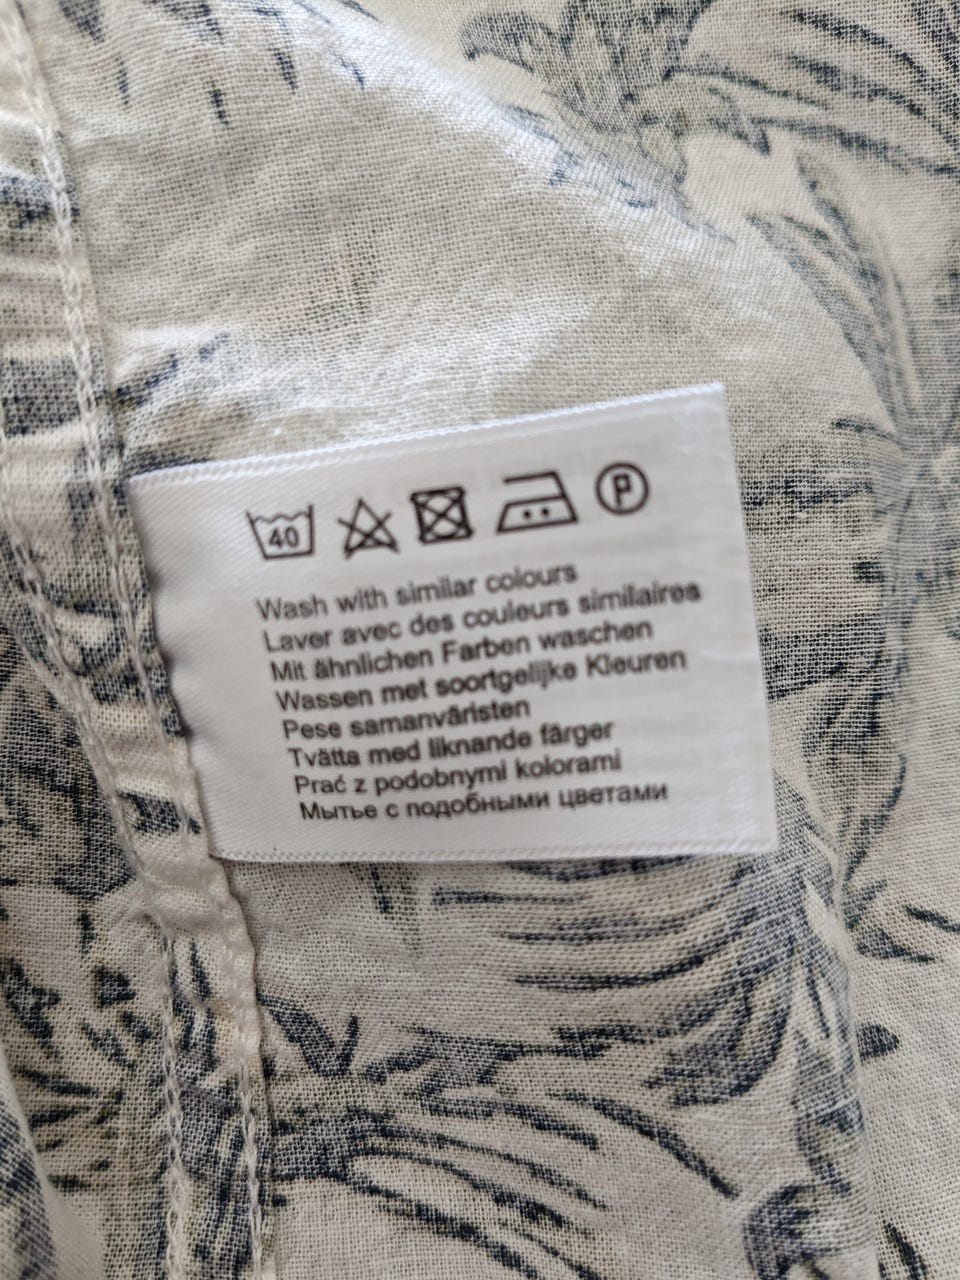 40
P
Wash with similar colours
Laver avec des couleurs similaires
Mit ähnlichen Farben waschen
Wassen met soortgelijke Kleuren
Pese samanväristen
Tvätta med liknande färger
Prać z podobnymi kolorami
Мытье с подобными цветами